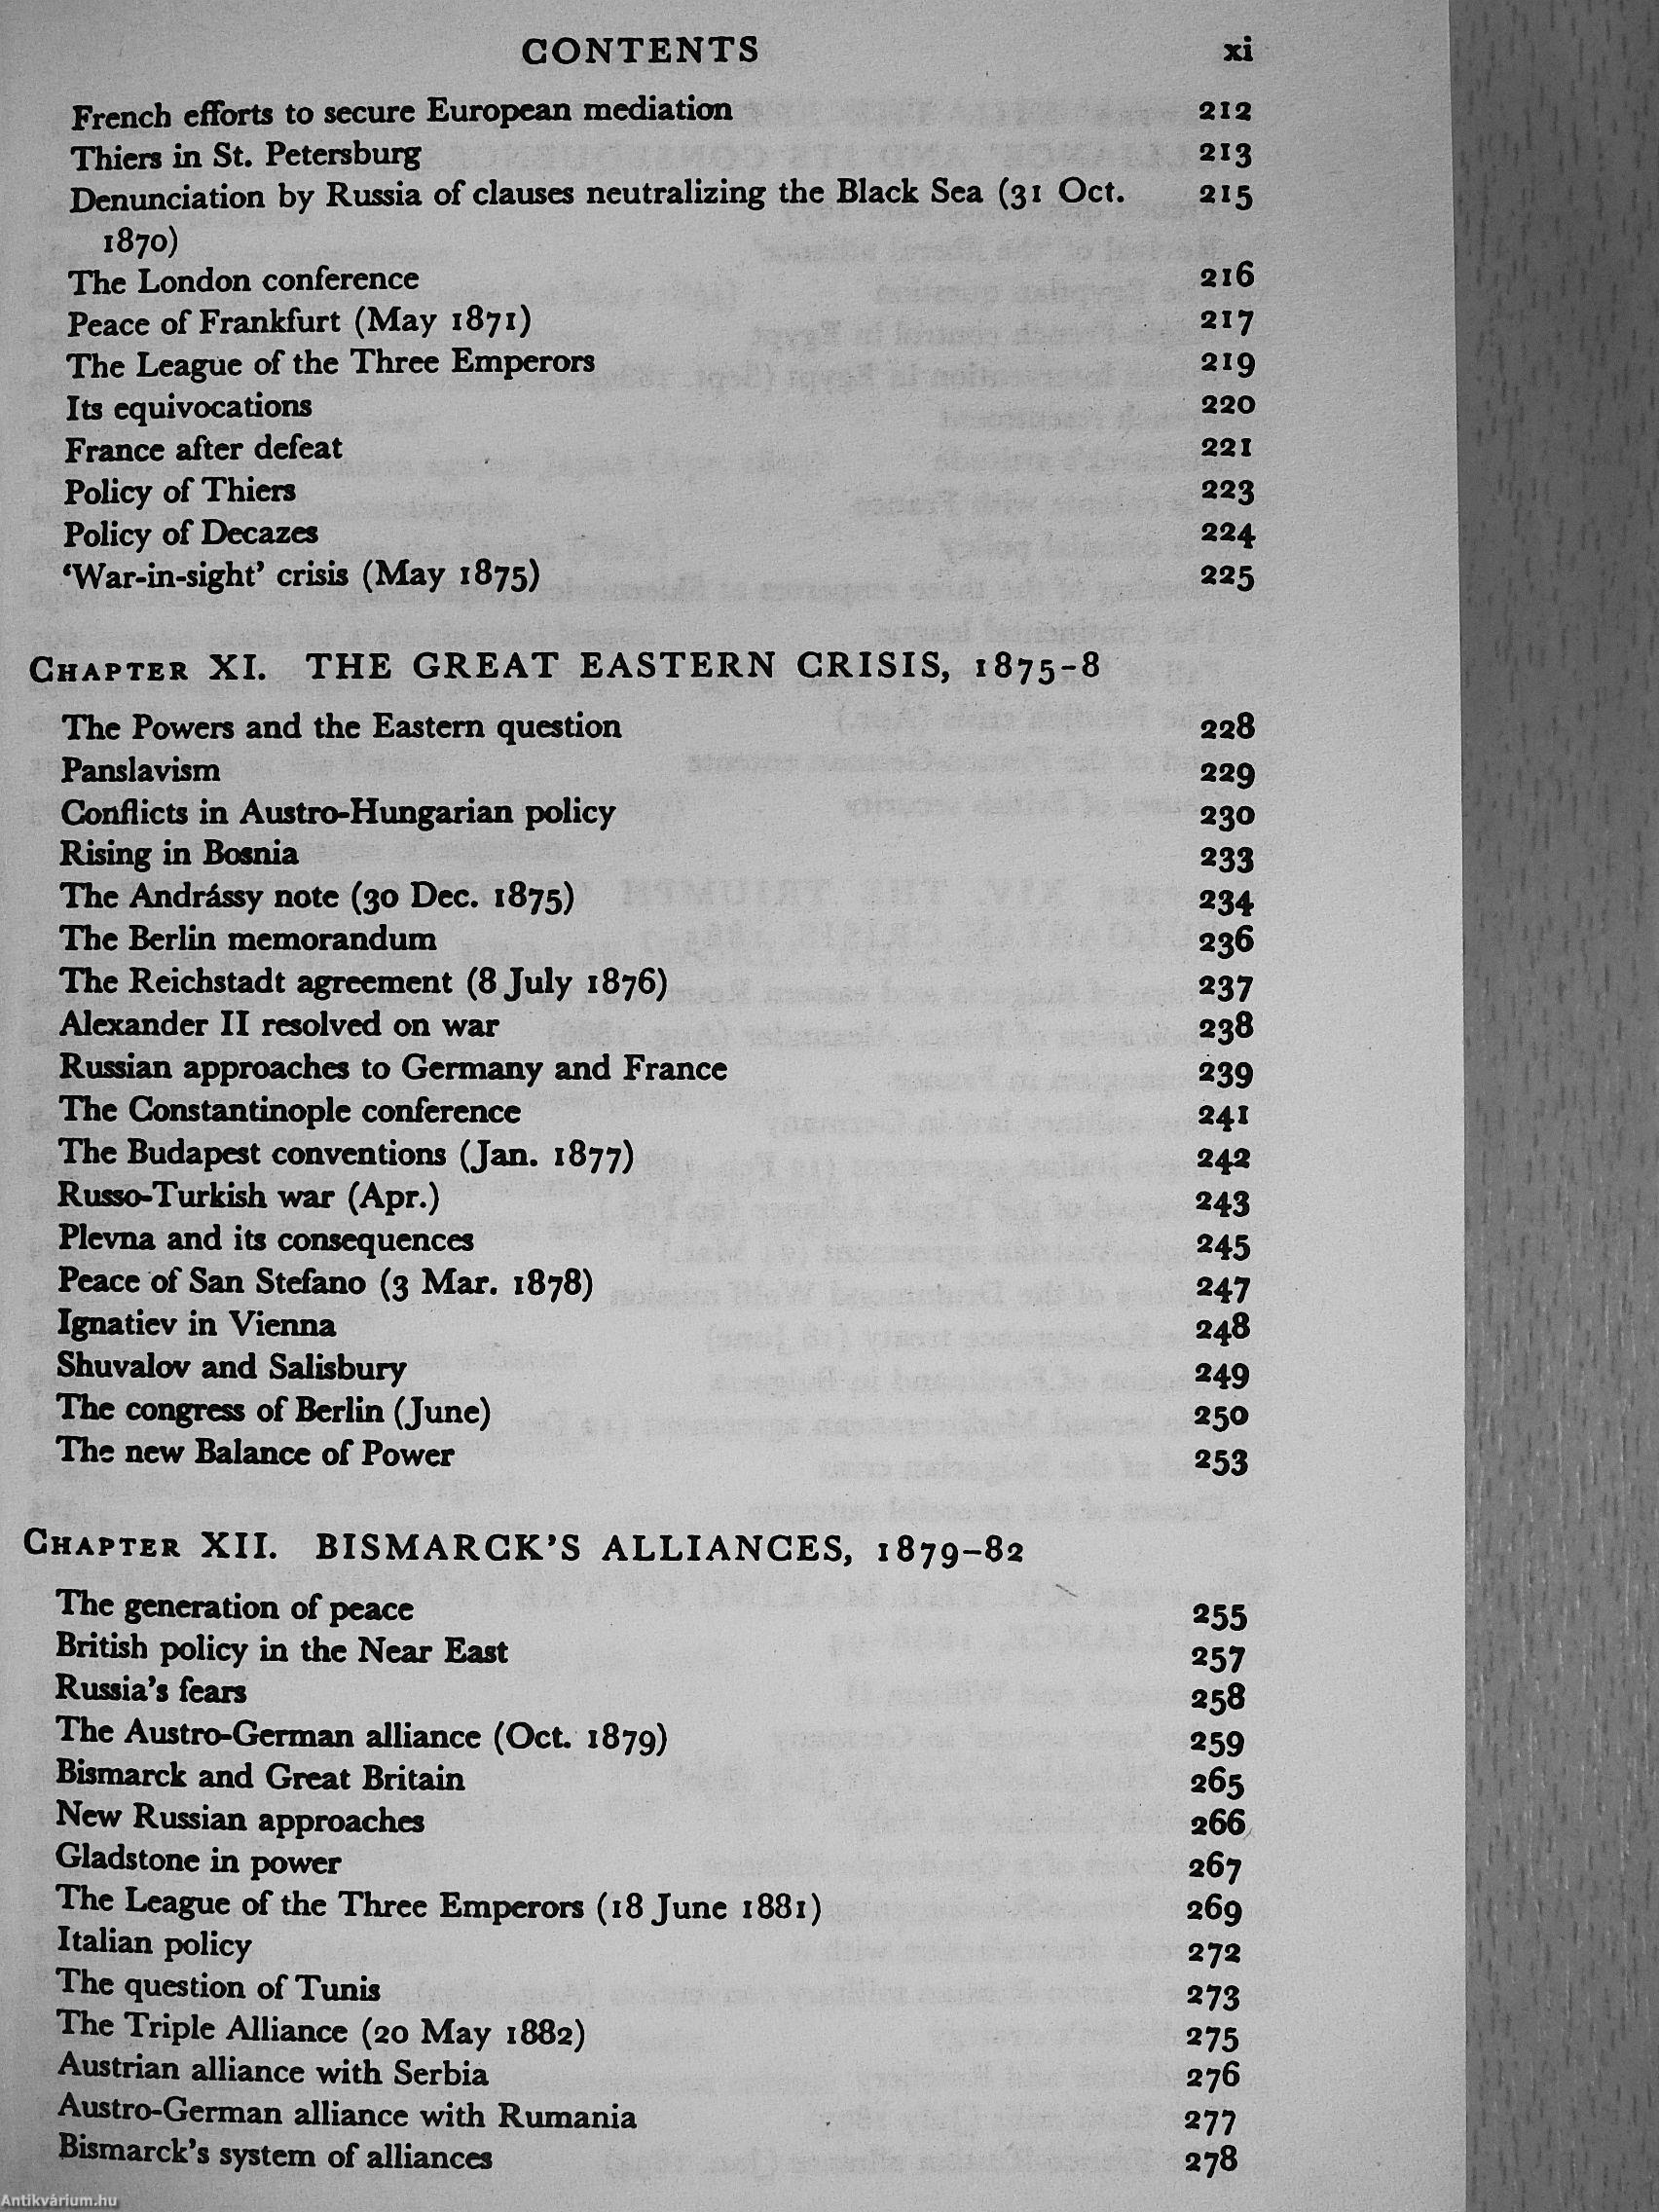 CONTENTS xi
French efforts to secure European mediation 212
Thiers in St. Petersburg 213
Denunciation by Russia of clauses neutralizing the Black Sea (31 Oct. 215
1870)
The London conference 216
Peace of Frankfurt (May 1871) 217
The League of the Three Emperors 219
Its equivocations 220
France after defeat 221
Policy of Thiers 223
Policy of Decazes 224
‘War-in-sight’ crisis (May 1875) 225
CHAPTER XI. THE GREAT EASTERN CRISIS, 1875–8
The Powers and the Eastern question 228
Panslavism 229
Conflicts in Austro-Hungarian policy 230
Rising in Bosnia 233
The Andrássy note (30 Dec. 1875) 234
The Berlin memorandum 236
The Reichstadt agreement (8 July 1876) 237
Alexander II resolved on war 238
Russian approaches to Germany and France 239
The Constantinople conference 241
The Budapest conventions (Jan. 1877) 242
Russo-Turkish war (Apr.) 243
Plevna and its consequences 245
Peace of San Stefano (3 Mar. 1878) 247
Ignatiev in Vienna 248
Shuvalov and Salisbury 249
The congress of Berlin (June) 250
The new Balance of Power 253
CHAPTER XII. BISMARCK’S ALLIANCES, 1879–82
The generation of peace 255
British policy in the Near East 257
Russia’s fears 258
The Austro-German alliance (Oct. 1879) 259
Bismarck and Great Britain 265
New Russian approaches 266
Gladstone in power 267
The League of the Three Emperors (18 June 1881) 269
Italian policy 272
The question of Tunis 273
The Triple Alliance (20 May 1882) 275
Austrian alliance with Serbia 276
Austro-German alliance with Rumania 277
Bismarck’s system of alliances 278
Antikvárium.hu